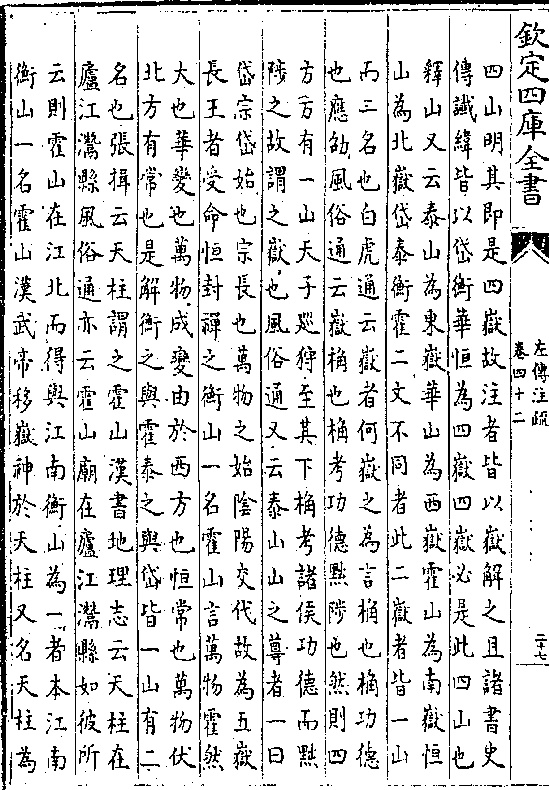 欽定四庫全書
左傳注疏
卷四十二
二十七
四山明其即是四嶽故注者皆以嶽解之且諸書史
傳讖緯皆以岱衡華恒為四嶽四嶽必是此四山也
釋山又云泰山為東嶽華山為西嶽霍山為南嶽恒
山為北嶽岱泰衡霍二文不同者此二嶽者皆一山
而二名也白虎通云嶽者何嶽之為言桷也桷功德
也應劭風俗通云嶽桷也桷考功德黜陟也然則四
方方有一山天子廵狩至其下桷考諸侯功德而黜
陟之故謂之嶽也風俗通又云泰山山之尊者一曰
岱宗岱始也宗長也萬物之始陰陽交代故為五嶽
長王者受命恒封禪之衡山一名霍山言萬物霍然
大也華變也萬物成變由於西方也恒常也萬物伏
北方有常也是解衡之與霍泰之與岱皆一山有二
名也張揖云天柱謂之霍山漢書地理志云天柱在
廬江灊縣風俗通亦云霍山廟在廬江灊縣如彼所
云則霍山在江北而得與江南衡山為一者本江南
衡山一名霍山漢武帝移嶽神於天柱又名天柱為